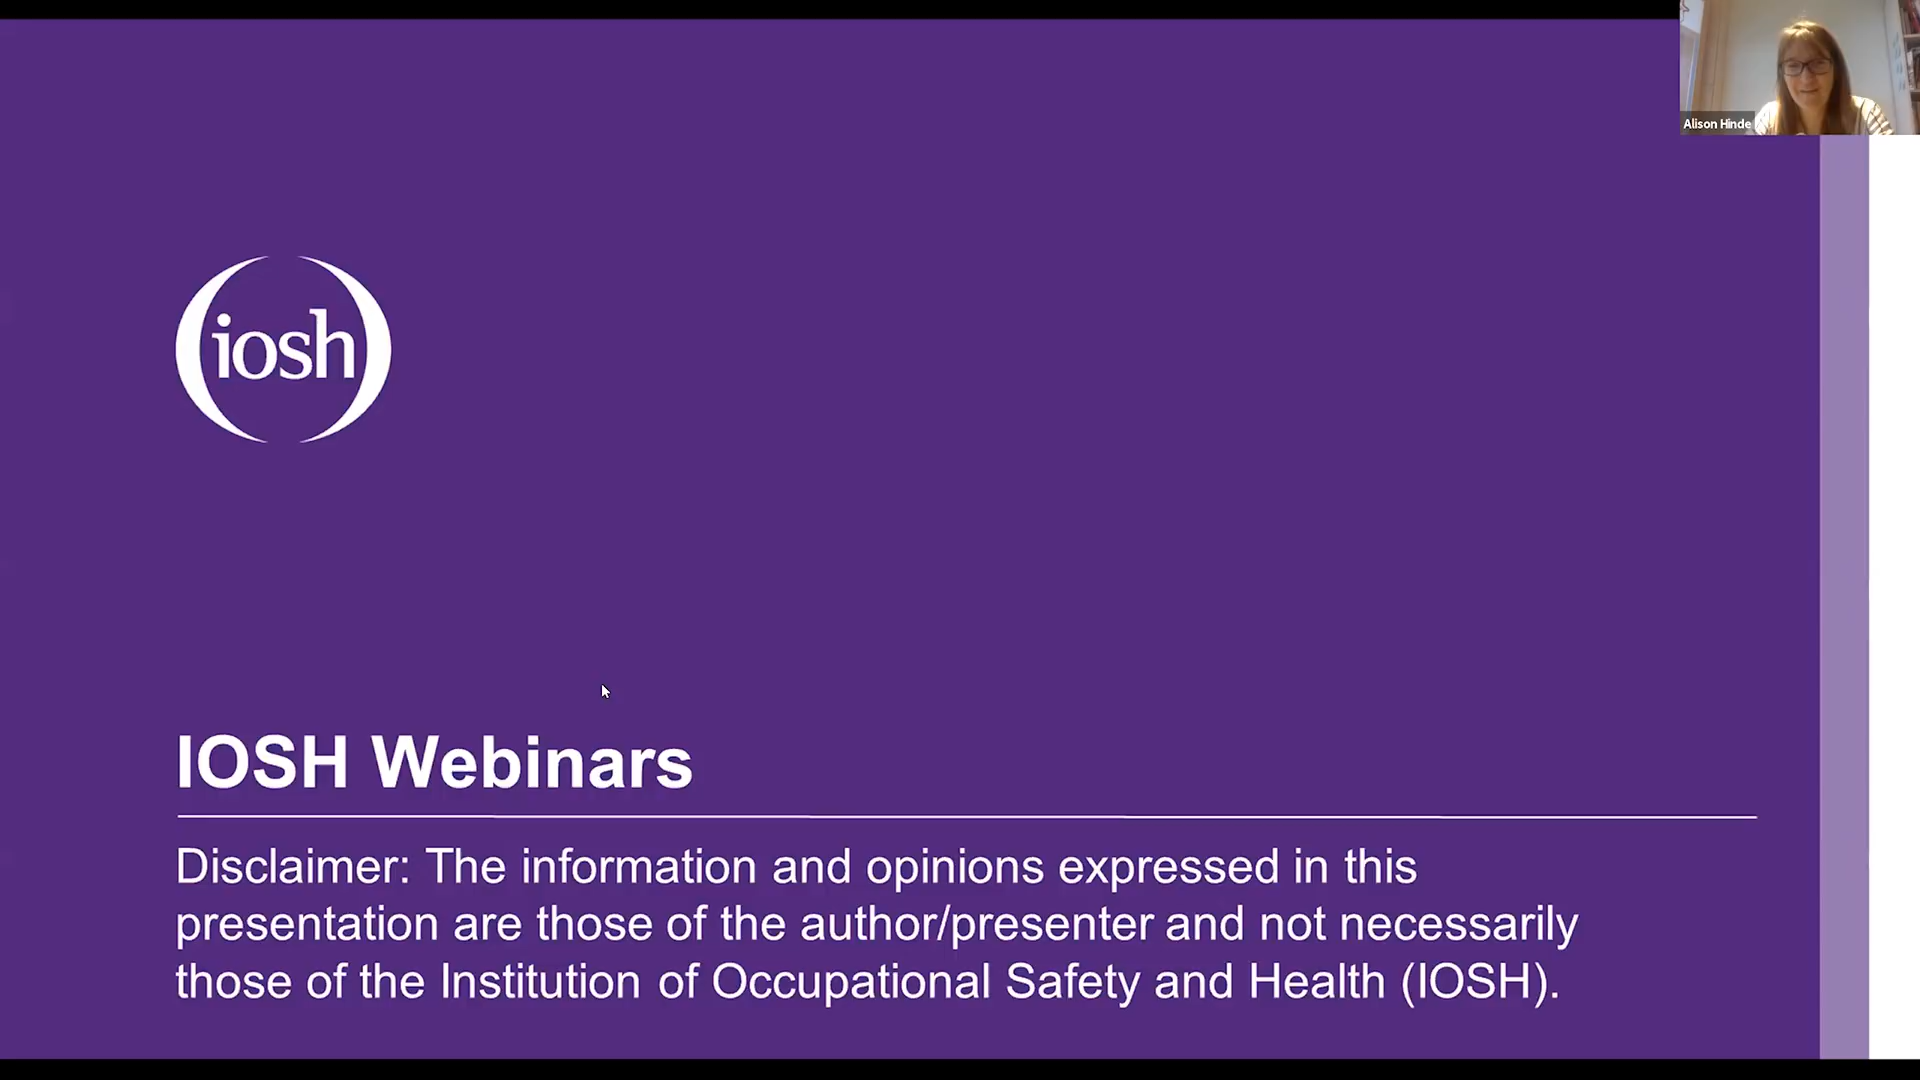 Alison Hinde
iosh
IOSH Webinars
Disclaimer: The information and opinions expressed in this
presentation are those of the author/presenter and not necessarily
those of the Institution of Occupational Safety and Health (IOSH).